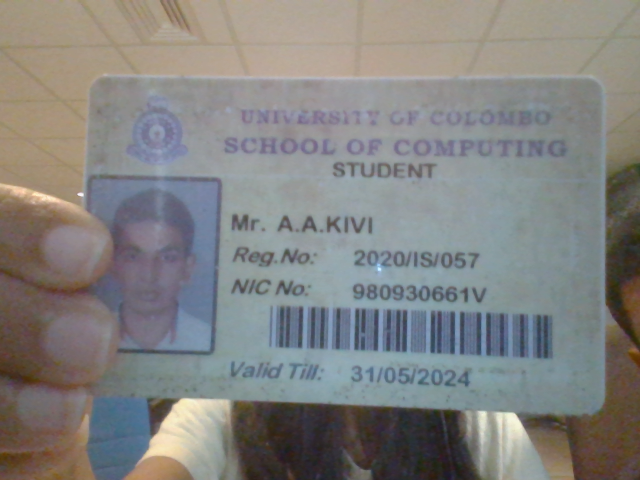 UNIVERSITY OF COLOMBO
SCHOOL OF COMPUTING
STUDENT
Mr. A.A.KIVI
Reg.No: 2020/IS/057
NIC No: 980930661V
Valid Till: 31/05/2024